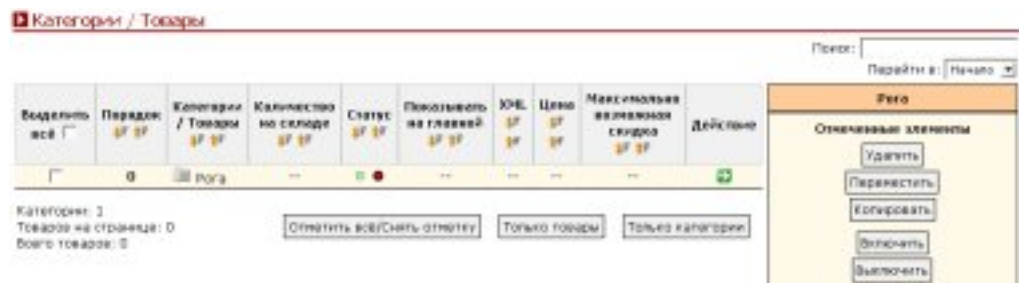 Категории / Товары
Поиск:
Перейти в: Начало
Выделить всё
Порядок
Категории / Товары
Количество на складе
Статус
Показывать на главной
XML
Цена
Максимально возможная скидка
Действие
0
Рога
--
--
--
--
--
Категории: 1
Товаров на странице: 0
Всего товаров: 0
Отметить всё/Снять отметку
Только товары
Только категории
Рога
Отмеченные элементы
Удалить
Переместить
Копировать
Включить
Выключить